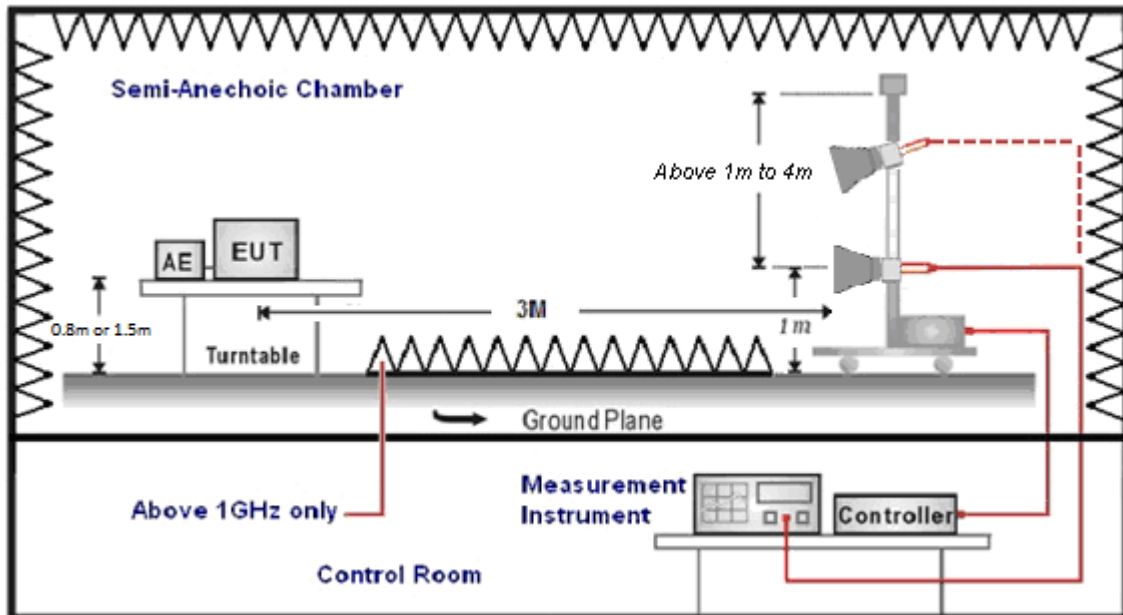 Semi-Anechoic Chamber
Above 1m to 4m
AE
EUT
0.8m or 1.5m
3M
1m
Turntable
Ground Plane
Above 1GHz only
Measurement
Instrument
Controller
Control Room